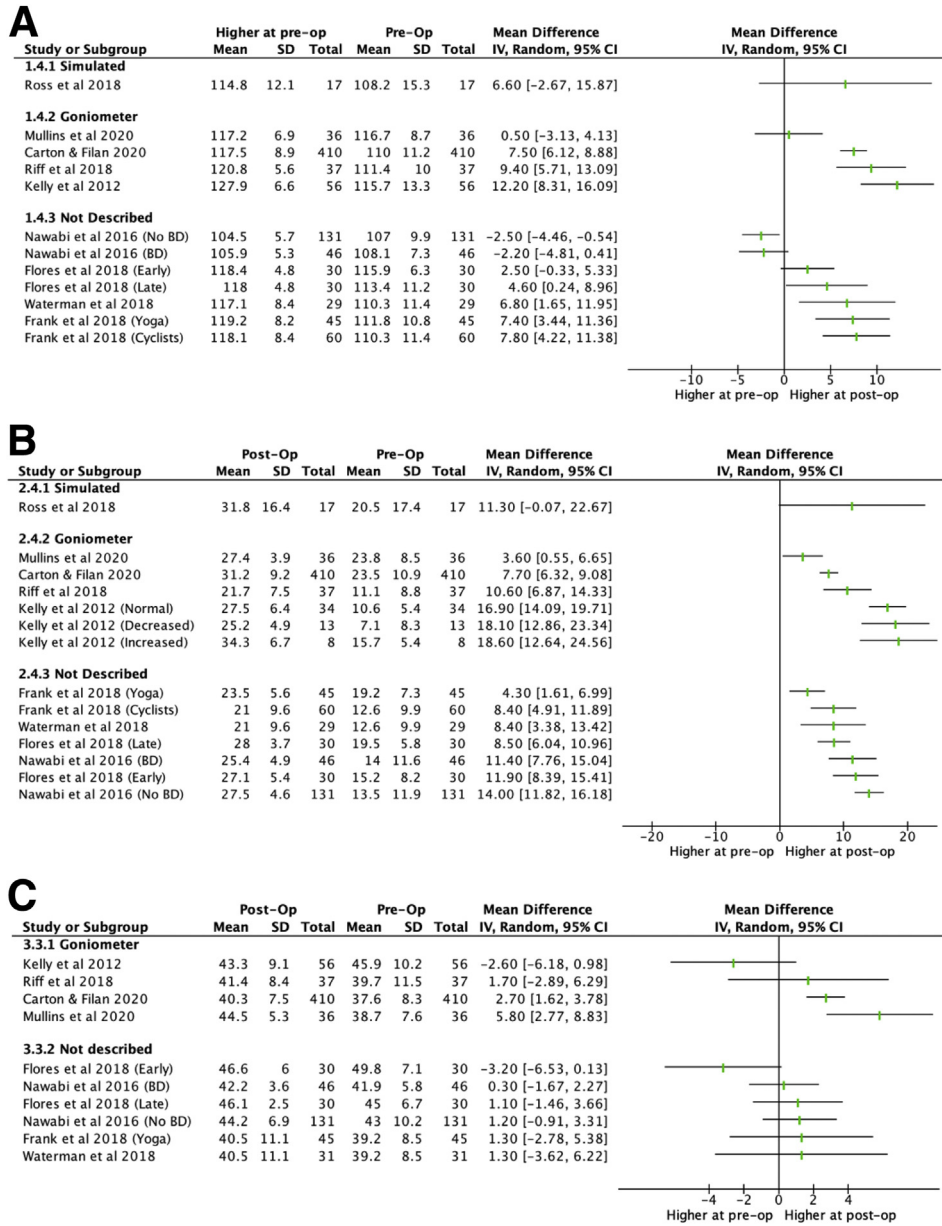 A
Higher at pre-op Pre-Op Mean Difference Mean Difference
Study or Subgroup Mean SD Total Mean SD Total IV, Random, 95% CI IV, Random, 95% CI
1.4.1 Simulated
Ross et al 2018 114.8 12.1 17 108.2 15.3 17 6.60 [-2.67, 15.87]
1.4.2 Goniometer
Mullins et al 2020 117.2 6.9 36 116.7 8.7 36 0.50 [-3.13, 4.13]
Carton & Filan 2020 117.5 8.9 410 110 11.2 410 7.50 [6.12, 8.88]
Riff et al 2018 120.8 5.6 37 111.4 10 37 9.40 [5.71, 13.09]
Kelly et al 2012 127.9 6.6 56 115.7 13.3 56 12.20 [8.31, 16.09]
1.4.3 Not Described
Nawabi et al 2016 (No BD) 104.5 5.7 131 107 9.9 131 -2.50 [-4.46, -0.54]
Nawabi et al 2016 (BD) 105.9 5.3 46 108.1 7.3 46 -2.20 [-4.81, 0.41]
Flores et al 2018 (Early) 118.4 4.8 30 115.9 6.3 30 2.50 [-0.33, 5.33]
Flores et al 2018 (Late) 118 4.8 30 113.4 11.2 30 4.60 [0.24, 8.96]
Waterman et al 2018 117.1 8.4 29 110.3 11.4 29 6.80 [1.65, 11.95]
Frank et al 2018 (Yoga) 119.2 8.2 45 111.8 10.8 45 7.40 [3.44, 11.36]
Frank et al 2018 (Cyclists) 118.1 8.4 60 110.3 11.4 60 7.80 [4.22, 11.38]
-10 -5 0 5 10
Higher at pre-op Higher at post-op
B
Post-Op Pre-Op Mean Difference Mean Difference
Study or Subgroup Mean SD Total Mean SD Total IV, Random, 95% CI IV, Random, 95% CI
2.4.1 Simulated
Ross et al 2018 31.8 16.4 17 20.5 17.4 17 11.30 [-0.07, 22.67]
2.4.2 Goniometer
Mullins et al 2020 27.4 3.9 36 23.8 8.5 36 3.60 [0.55, 6.65]
Carton & Filan 2020 31.2 9.2 410 23.5 10.9 410 7.70 [6.32, 9.08]
Riff et al 2018 21.7 7.5 37 11.1 8.8 37 10.60 [6.87, 14.33]
Kelly et al 2012 (Normal) 27.5 6.4 34 10.6 5.4 34 16.90 [14.09, 19.71]
Kelly et al 2012 (Decreased) 25.2 4.9 13 7.1 8.3 13 18.10 [12.86, 23.34]
Kelly et al 2012 (Increased) 34.3 6.7 8 15.7 5.4 8 18.60 [12.64, 24.56]
2.4.3 Not Described
Frank et al 2018 (Yoga) 23.5 5.6 45 19.2 7.3 45 4.30 [1.61, 6.99]
Frank et al 2018 (Cyclists) 21 9.6 60 12.6 9.9 60 8.40 [4.91, 11.89]
Waterman et al 2018 21 9.6 29 12.6 9.9 29 8.40 [3.38, 13.42]
Flores et al 2018 (Late) 28 3.7 30 19.5 5.8 30 8.50 [6.04, 10.96]
Nawabi et al 2016 (BD) 25.4 4.9 46 14 11.6 46 11.40 [7.76, 15.04]
Flores et al 2018 (Early) 27.1 5.4 30 15.2 8.2 30 11.90 [8.39, 15.41]
Nawabi et al 2016 (No BD) 27.5 4.6 131 13.5 11.9 131 14.00 [11.82, 16.18]
-20 -10 0 10 20
Higher at pre-op Higher at post-op
C
Post-Op Pre-Op Mean Difference Mean Difference
Study or Subgroup Mean SD Total Mean SD Total IV, Random, 95% CI IV, Random, 95% CI
3.3.1 Goniometer
Kelly et al 2012 43.3 9.1 56 45.9 10.2 56 -2.60 [-6.18, 0.98]
Riff et al 2018 41.4 8.4 37 39.7 11.5 37 1.70 [-2.89, 6.29]
Carton & Filan 2020 40.3 7.5 410 37.6 8.3 410 2.70 [1.62, 3.78]
Mullins et al 2020 44.5 5.3 36 38.7 7.6 36 5.80 [2.77, 8.83]
3.3.2 Not described
Flores et al 2018 (Early) 46.6 6 30 49.8 7.1 30 -3.20 [-6.53, 0.13]
Nawabi et al 2016 (BD) 42.2 3.6 46 41.9 5.8 46 0.30 [-1.67, 2.27]
Flores et al 2018 (Late) 46.1 2.5 30 45 6.7 30 1.10 [-1.46, 3.66]
Nawabi et al 2016 (No BD) 44.2 6.9 131 43 10.2 131 1.20 [-0.91, 3.31]
Frank et al 2018 (Yoga) 40.5 11.1 45 39.2 8.5 45 1.30 [-2.78, 5.38]
Waterman et al 2018 40.5 11.1 31 39.2 8.5 31 1.30 [-3.62, 6.22]
-4 -2 0 2 4
Higher at pre-op Higher at post-op